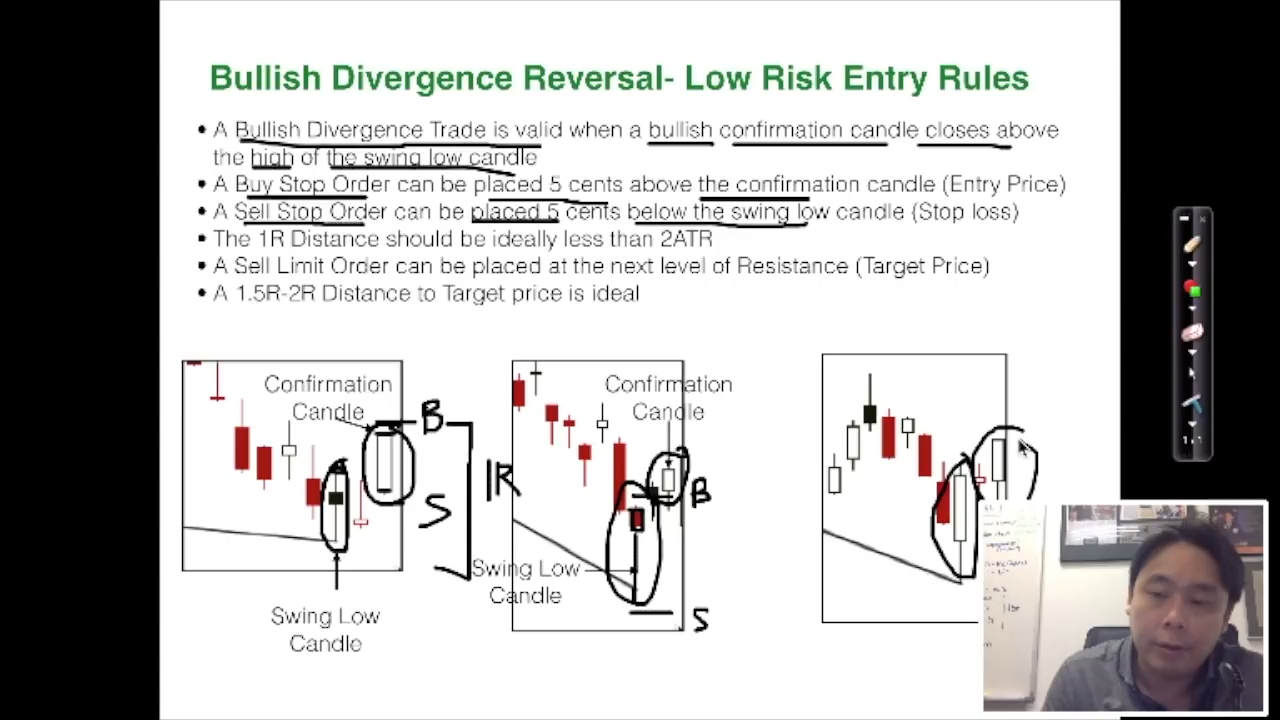 Bullish Divergence Reversal- Low Risk Entry Rules
• A Bullish Divergence Trade is valid when a bullish confirmation candle closes above
the high of the swing low candle
• A Buy Stop Order can be placed 5 cents above the confirmation candle (Entry Price)
• A Sell Stop Order can be placed 5 cents below the swing low candle (Stop loss)
• The 1R Distance should be ideally less than 2ATR
• A Sell Limit Order can be placed at the next level of Resistance (Target Price)
• A 1.5R-2R Distance to Target price is ideal
Confirmation
Candle
B
S
1R
Swing Low
Candle
Confirmation
Candle
B
Swing Low
Candle
S